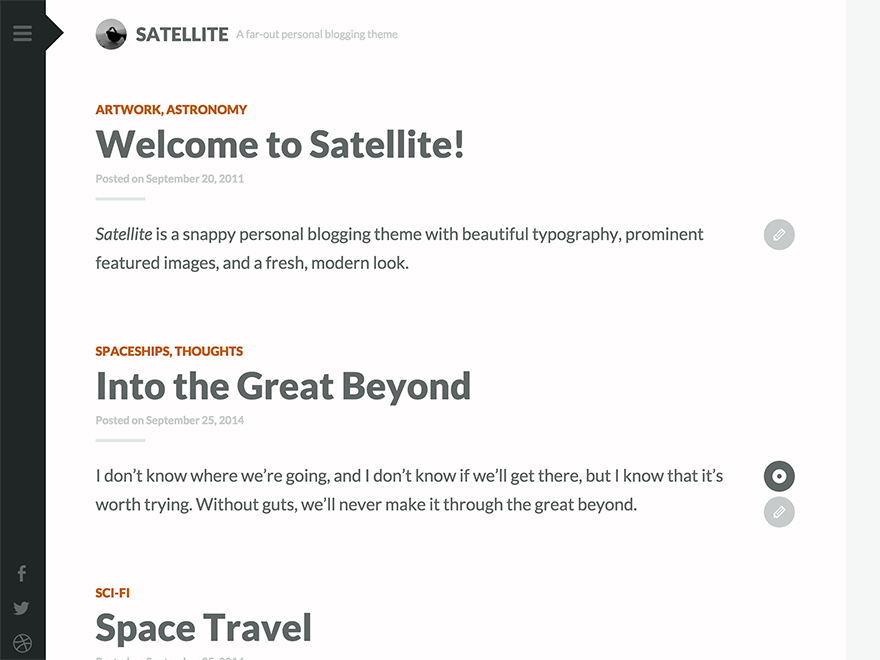 SATELLITE A far-out personal blogging theme
ARTWORK, ASTRONOMY
Welcome to Satellite!
Posted on September 20, 2011
Satellite is a snappy personal blogging theme with beautiful typography, prominent
featured images, and a fresh, modern look.
SPACESHIPS, THOUGHTS
Into the Great Beyond
Posted on September 25, 2014
I don’t know where we’re going, and I don’t know if we’ll get there, but I know that it’s
worth trying. Without guts, we’ll never make it through the great beyond.
SCI-FI
Space Travel